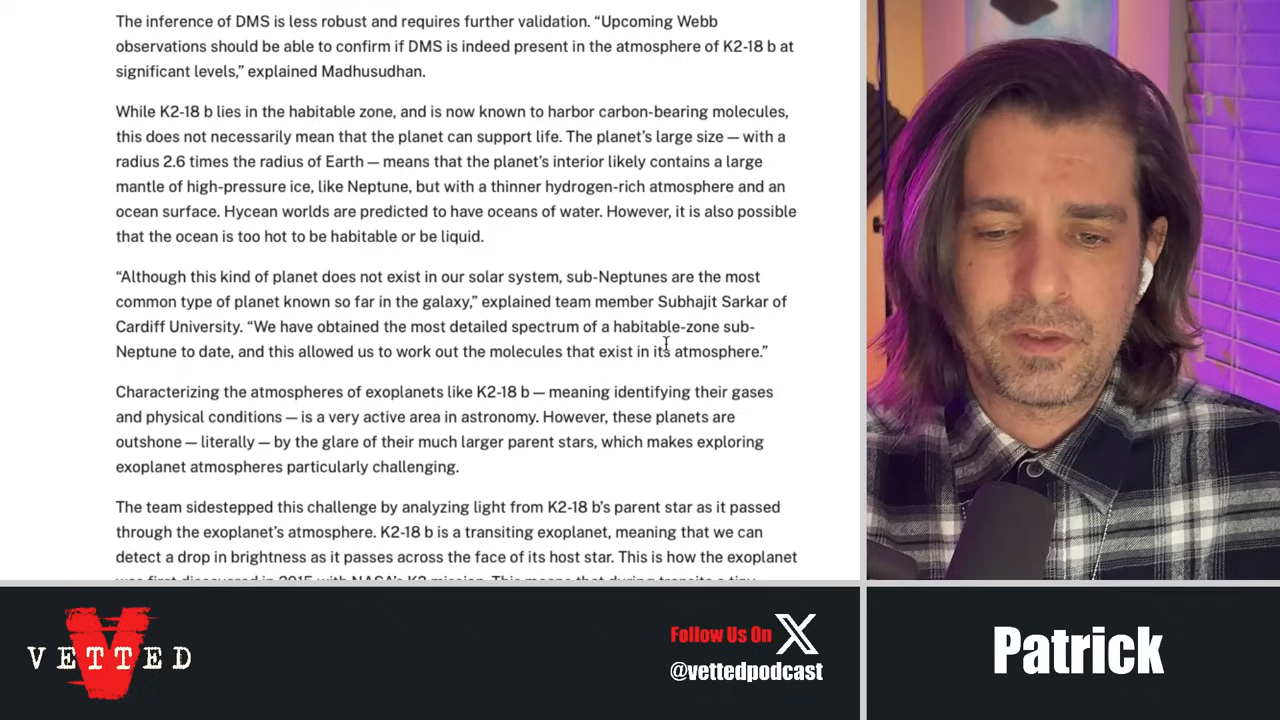 The inference of DMS is less robust and requires further validation. “Upcoming Webb
observations should be able to confirm if DMS is indeed present in the atmosphere of K2-18 b at
significant levels,” explained Madhusudhan.
While K2-18 b lies in the habitable zone, and is now known to harbor carbon-bearing molecules,
this does not necessarily mean that the planet can support life. The planet’s large size — with a
radius 2.6 times the radius of Earth — means that the planet’s interior likely contains a large
mantle of high-pressure ice, like Neptune, but with a thinner hydrogen-rich atmosphere and an
ocean surface. Hycean worlds are predicted to have oceans of water. However, it is also possible
that the ocean is too hot to be habitable or be liquid.
“Although this kind of planet does not exist in our solar system, sub-Neptunes are the most
common type of planet known so far in the galaxy,” explained team member Subhajit Sarkar of
Cardiff University. “We have obtained the most detailed spectrum of a habitable-zone sub-
Neptune to date, and this allowed us to work out the molecules that exist in its atmosphere.”
Characterizing the atmospheres of exoplanets like K2-18 b — meaning identifying their gases
and physical conditions — is a very active area in astronomy. However, these planets are
outshone — literally — by the glare of their much larger parent stars, which makes exploring
exoplanet atmospheres particularly challenging.
The team sidestepped this challenge by analyzing light from K2-18 b’s parent star as it passed
through the exoplanet’s atmosphere. K2-18 b is a transiting exoplanet, meaning that we can
detect a drop in brightness as it passes across the face of its host star. This is how the exoplanet
was first discovered in 2015 with NASA’s K2 mission. This means that during transits a tiny
V
VETTED
Follow Us On X
@vettedpodcast
Patrick